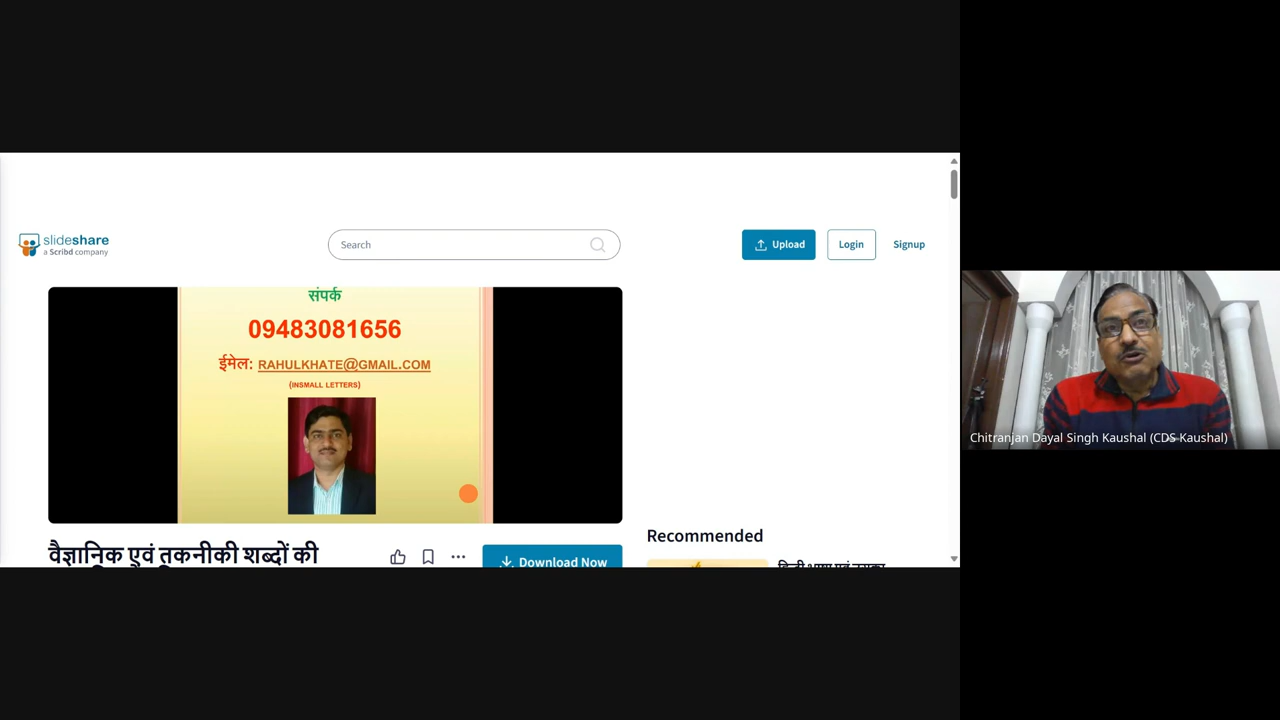 slideshare
a Scribd company
Search
Upload
Login
Signup
संपर्क
09483081656
ईमेल: RAHULKHATE@GMAIL.COM
(INSMALL LETTERS)
वैज्ञानिक एवं तकनीकी शब्दों की
Download Now
Recommended
Chitranjan Dayal Singh Kaushal (CDS Kaushal)